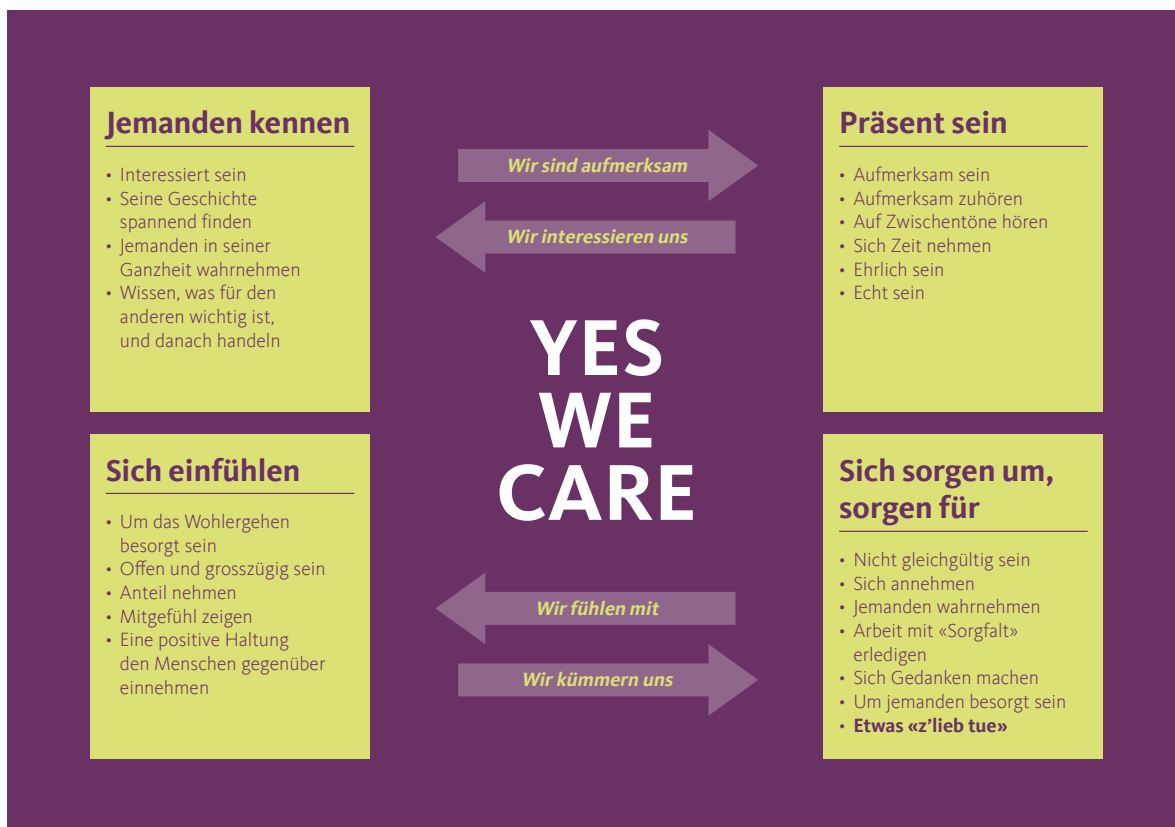 Jemanden kennen
• Interessiert sein
• Seine Geschichte
spannend finden
• Jemanden in seiner
Ganzheit wahrnehmen
• Wissen, was für den
anderen wichtig ist,
und danach handeln
Wir sind aufmerksam
Wir interessieren uns
Präsent sein
• Aufmerksam sein
• Aufmerksam zuhören
• Auf Zwischentöne hören
• Sich Zeit nehmen
• Ehrlich sein
• Echt sein
YES
WE
CARE
Sich einfühlen
• Um das Wohlergehen
besorgt sein
• Offen und grosszügig sein
• Anteil nehmen
• Mitgefühl zeigen
• Eine positive Haltung
den Menschen gegenüber
einnehmen
Wir fühlen mit
Wir kümmern uns
Sich sorgen um,
sorgen für
• Nicht gleichgültig sein
• Sich annehmen
• Jemanden wahrnehmen
• Arbeit mit «Sorgfalt»
erledigen
• Sich Gedanken machen
• Um jemanden besorgt sein
• Etwas «z'lieb tue»